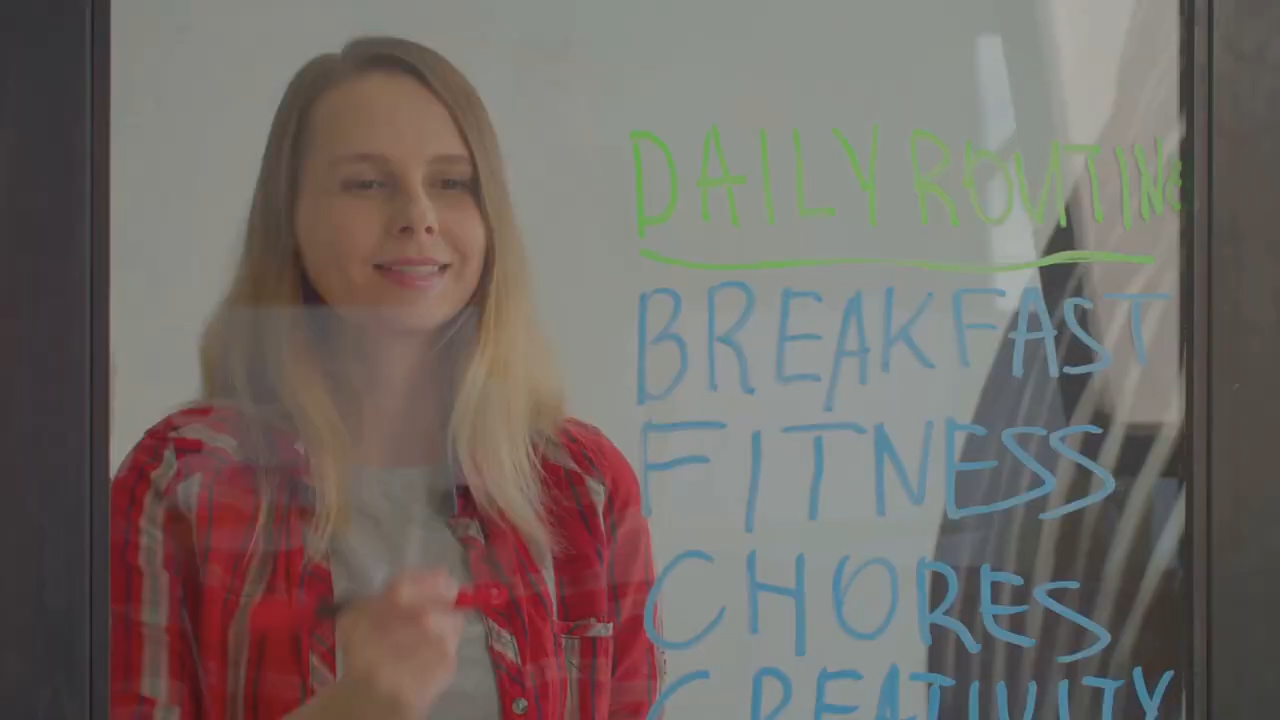 DAILY ROUTINE
BREAKFAST
FITNESS
CHORES
CREATIVITY